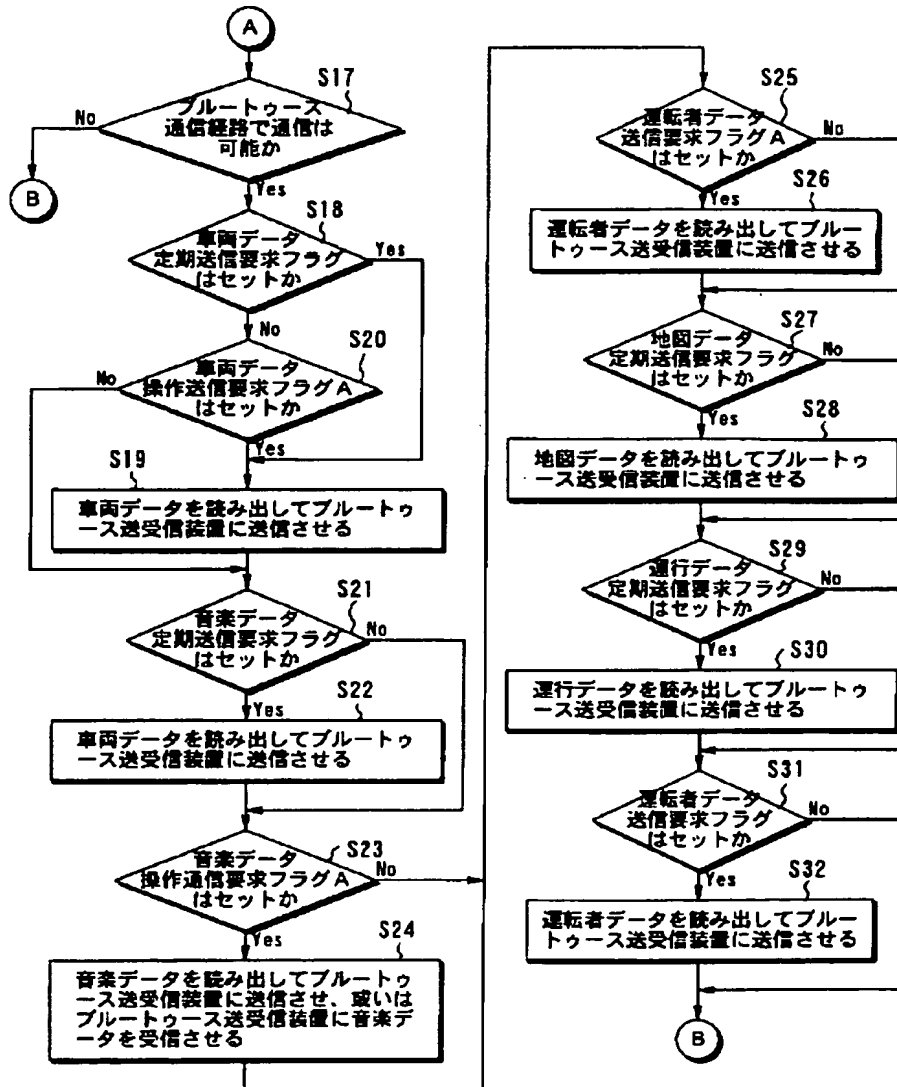 A
S17
ブルートゥース
通信経路で通信は
可能か
No
B
Yes
S18
車両データ
定期送信要求フラグ
はセットか
Yes
No
S20
車両データ
操作送信要求フラグA
はセットか
No
Yes
S19
車両データを読み出してブルートゥ
ース送受信装置に送信させる
S21
音楽データ
定期送信要求フラグ
はセットか
No
Yes
S22
車両データを読み出してブルートゥ
ース送受信装置に送信させる
S23
音楽データ
操作通信要求フラグA
はセットか
No
Yes
S24
音楽データを読み出してブルートゥ
ース送受信装置に送信させ、或いは
ブルートゥース送受信装置に音楽デ
ータを受信させる
S25
運転者データ
送信要求フラグA
はセットか
No
Yes
S26
運転者データを読み出してブルー
トゥース送受信装置に送信させる
S27
地図データ
定期送信要求フラグ
はセットか
No
Yes
S28
地図データを読み出してブルートゥ
ース送受信装置に送信させる
S29
運行データ
定期送信要求フラグ
はセットか
No
Yes
S30
運行データを読み出してブルートゥ
ース送受信装置に送信させる
S31
運転者データ
送信要求フラグ
はセットか
No
Yes
S32
運転者データを読み出してブルー
トゥース送受信装置に送信させる
B